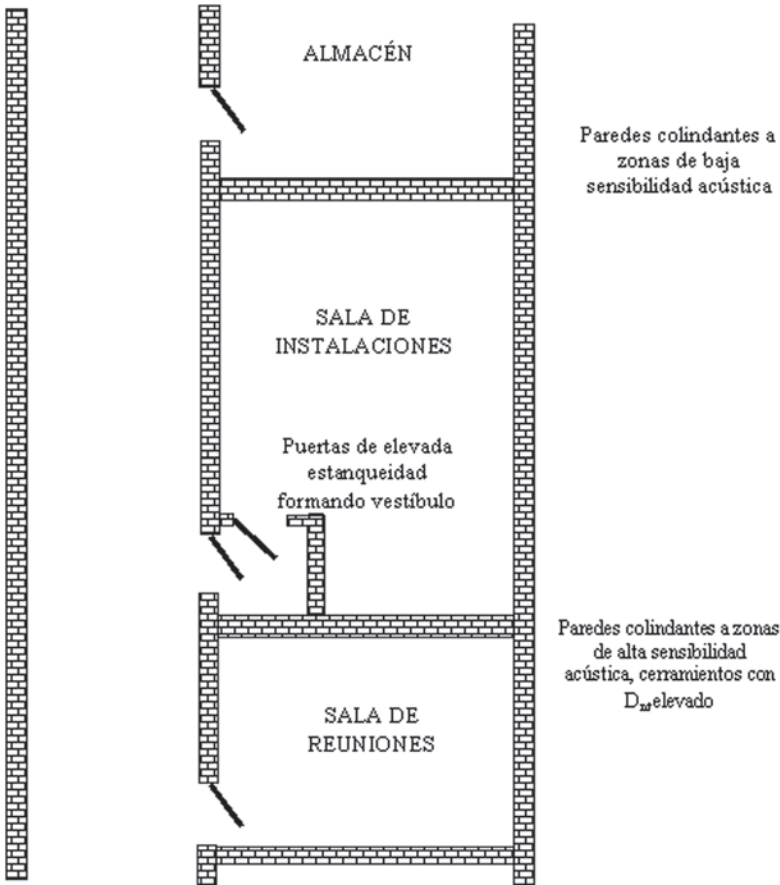 ALMACÉN
Paredes colindantes a
zonas de baja
sensibilidad acústica
SALA DE
INSTALACIONES
Puertas de elevada
estanqueidad
formando vestíbulo
Paredes colindantes a zonas
de alta sensibilidad
acústica, cerramientos con
elevado
SALA DE
REUNIONES